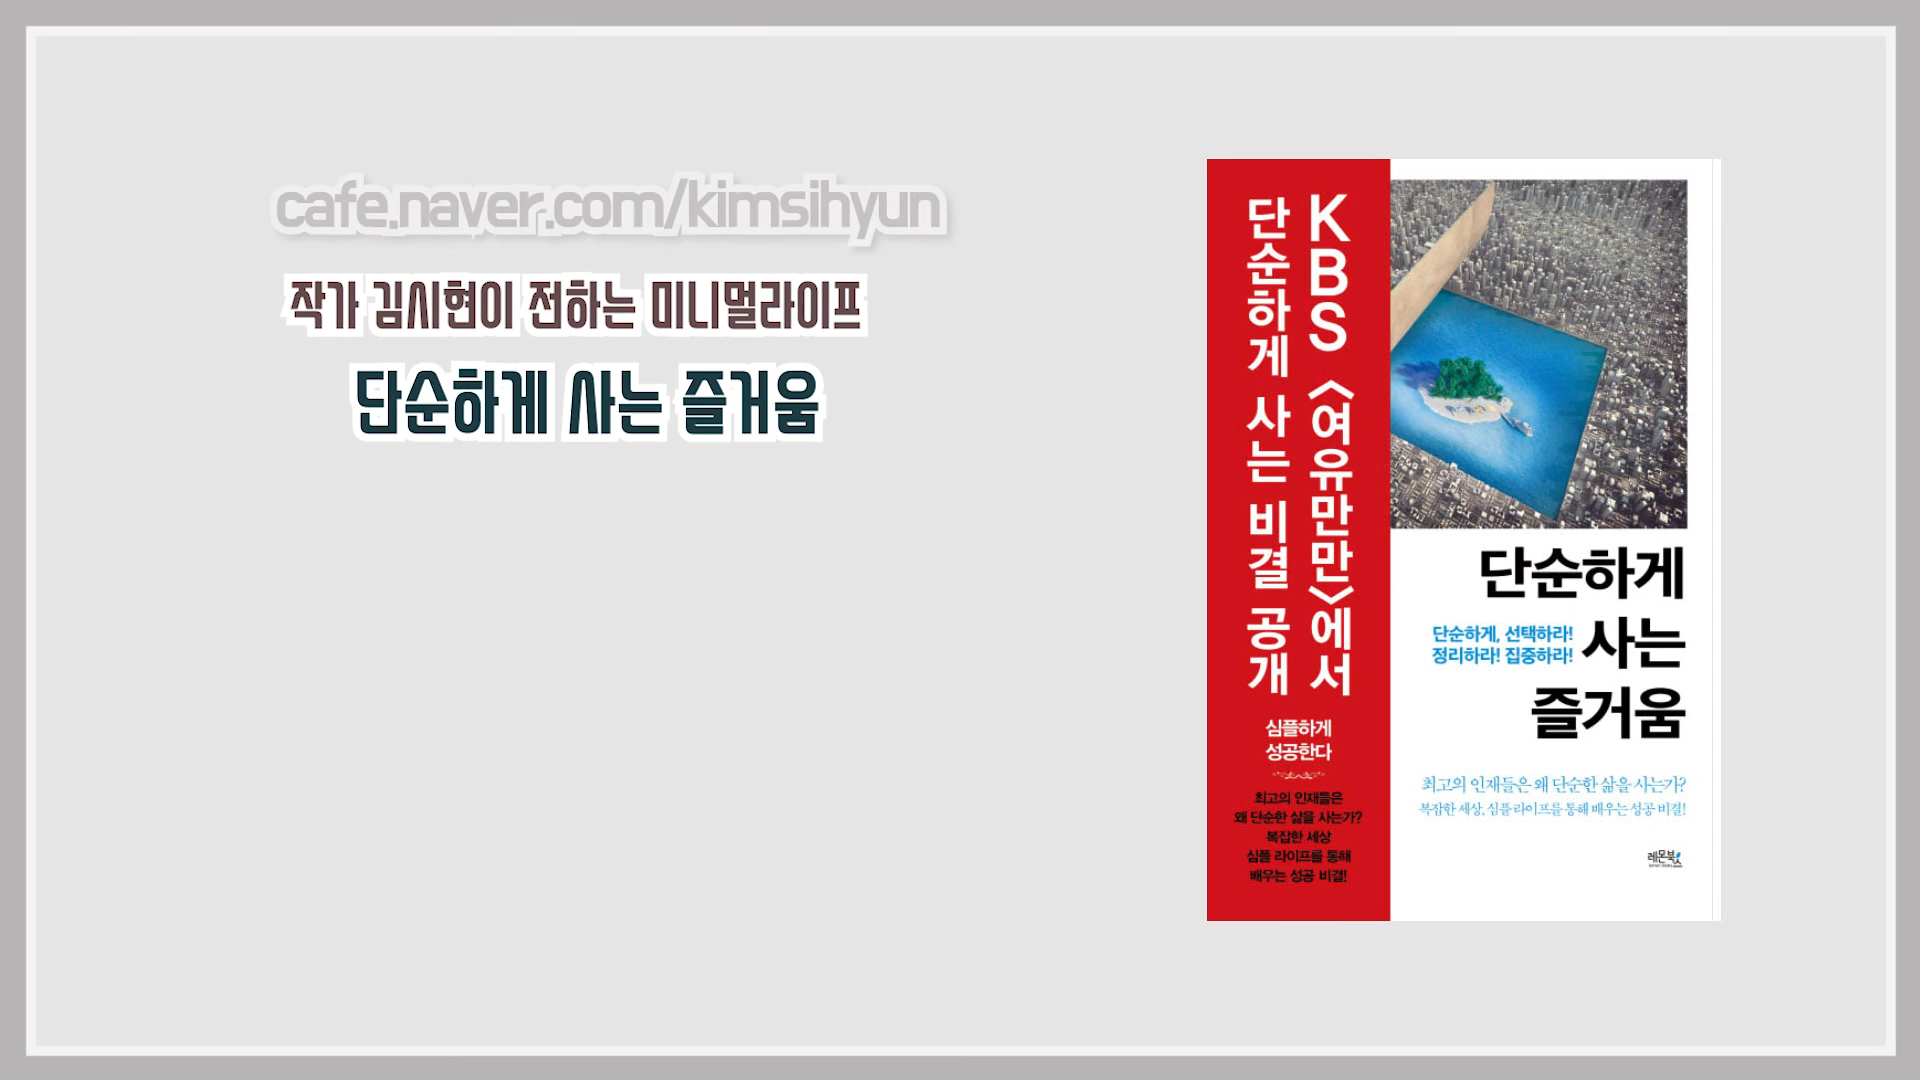 cafe.naver.com/kimsihyun
작가 김시현이 전하는 미니멀라이프
단순하게 사는 즐거움
KBS <여유만만>에서
단순하게 사는 비결 공개
심플하게
성공한다
최고의 인재들은
왜 단순한 삶을 사는가?
복잡한 세상
심플 라이프를 통해
배우는 성공 비결!
단순하게
사는
즐거움
단순하게, 선택하라!
정리하라! 집중하라!
최고의 인재들은 왜 단순한 삶을 사는가?
복잡한 세상, 심플 라이프를 통해 배우는 성공 비결!
레몬북스